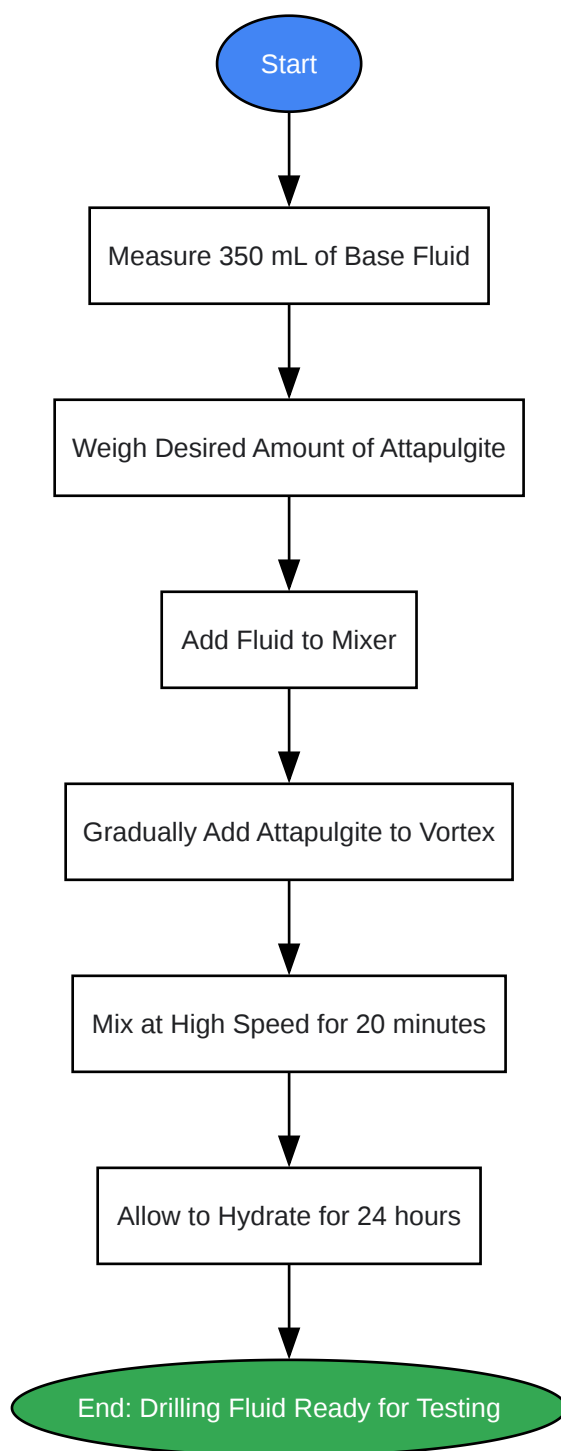 Start
Measure 350 mL of Base Fluid
Weigh Desired Amount of Attapulgite
Add Fluid to Mixer
Gradually Add Attapulgite to Vortex
Mix at High Speed for 20 minutes
Allow to Hydrate for 24 hours
End: Drilling Fluid Ready for Testing